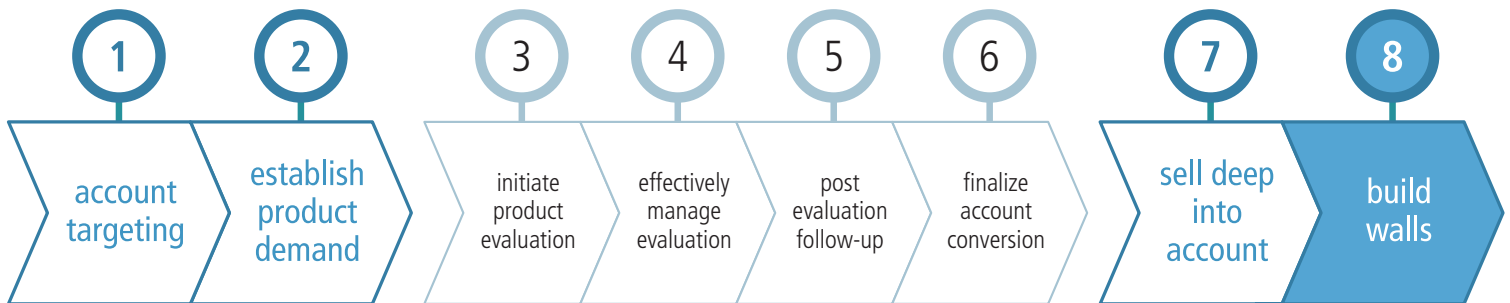 1
account
targeting
2
establish
product
demand
3
initiate
product
evaluation
4
effectively
manage
evaluation
5
post
evaluation
follow-up
6
finalize
account
conversion
7
sell deep
into
account
8
build
walls